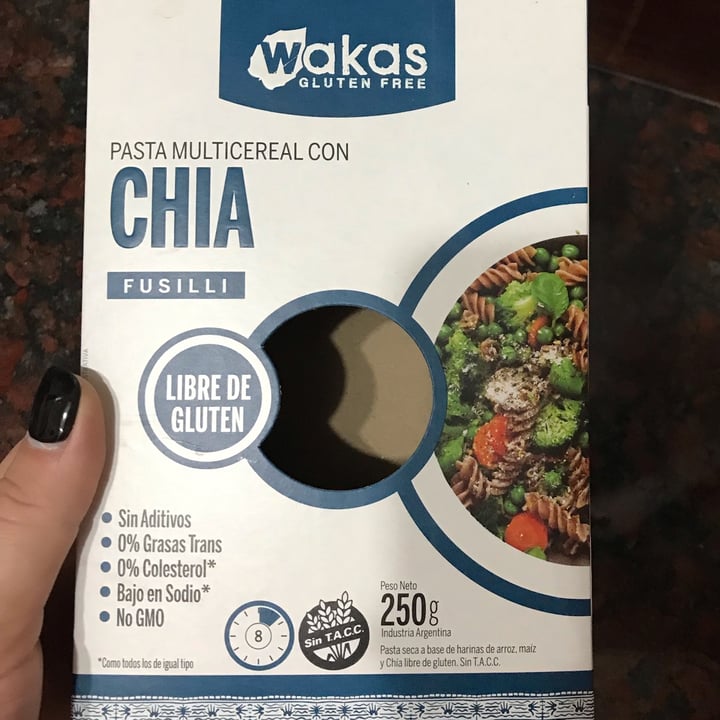 Wakas
GLUTEN FREE
PASTA MULTICEREAL CON
CHIA
FUSILLI
LIBRE DE
GLUTEN
Sin Aditivos
0% Grasas Trans
0% Colesterol*
Bajo en Sodio*
No GMO
*Como todos los de igual tipo
8
Sin T.A.C.C.
Peso Neto
250g
Industria Argentina
Pasta seca a base de harinas de arroz, maíz
y Chía libre de gluten. Sin T.A.C.C.